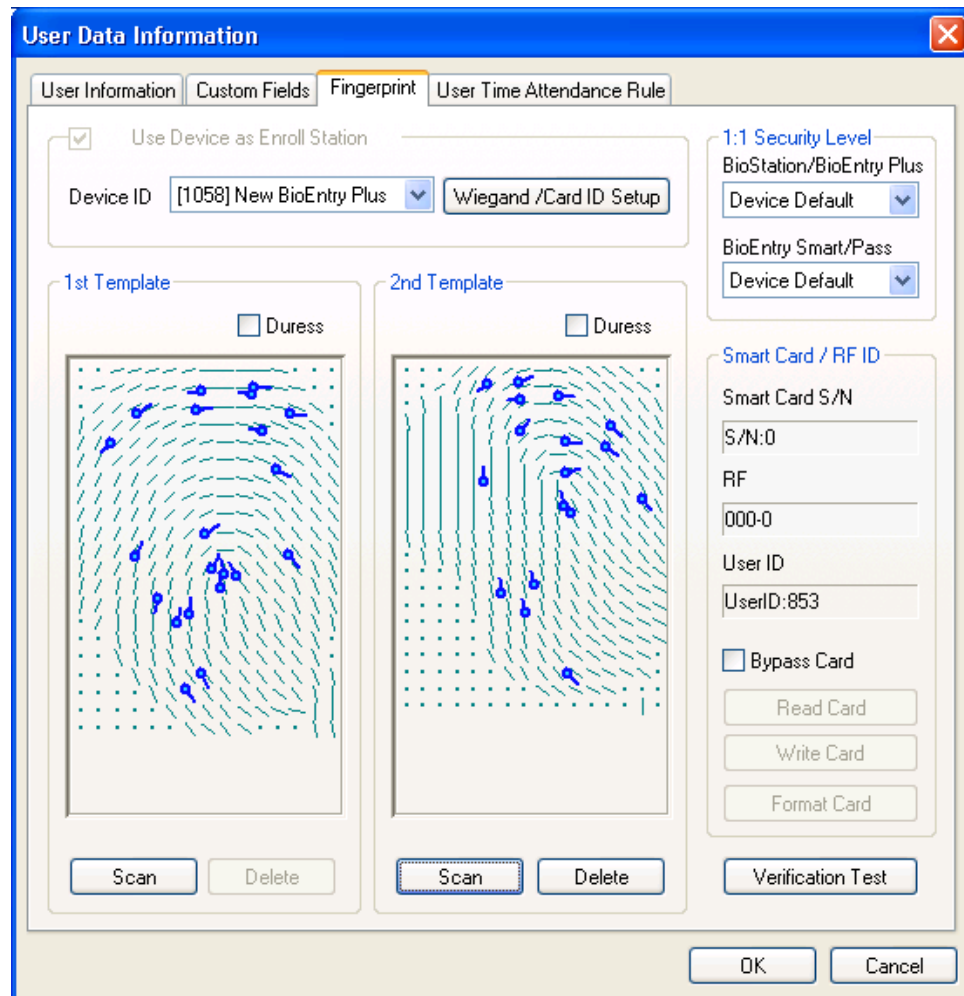 User Data Information
User Information Custom Fields Fingerprint User Time Attendance Rule
Use Device as Enroll Station
Device ID [1058] New BioEntry Plus Wiegand /Card ID Setup
1:1 Security Level
BioStation/BioEntry Plus
Device Default
BioEntry Smart/Pass
Device Default
1st Template
Duress
2nd Template
Duress
Smart Card / RF ID
Smart Card S/N
S/N:0
RF
000-0
User ID
UserID:853
Bypass Card
Read Card
Write Card
Format Card
Scan Delete
Scan Delete
Verification Test
OK Cancel